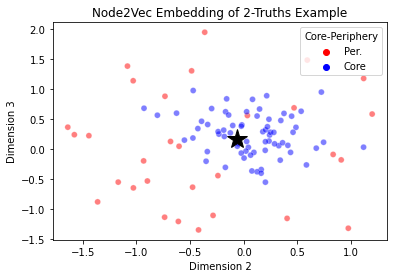 Node2Vec Embedding of 2-Truths Example
Core-Periphery
Per.
Core
Dimension 3
2.0
1.5
1.0
0.5
0.0
−0.5
−1.0
−1.5
−1.5 −1.0 −0.5 0.0 0.5 1.0
Dimension 2